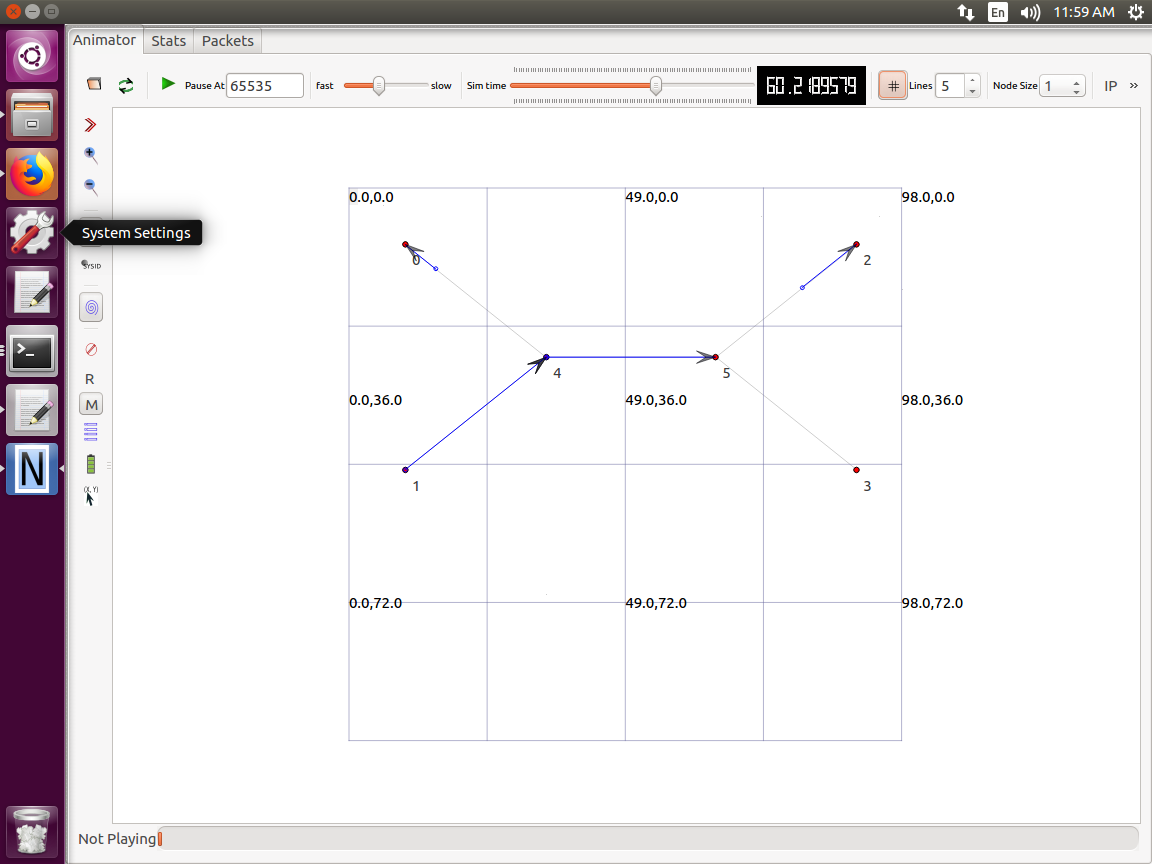 En 11:59 AM
Animator Stats Packets
Pause At 65535 fast slow Sim time 60.2189579 # Lines 5 Node Size 1 IP »
System Settings
SYSID
R
M
(X, Y)
>_
N
0.0,0.0 49.0,0.0 98.0,0.0
0 2
4 5
0.0,36.0 49.0,36.0 98.0,36.0
1 3
0.0,72.0 49.0,72.0 98.0,72.0
Not Playing